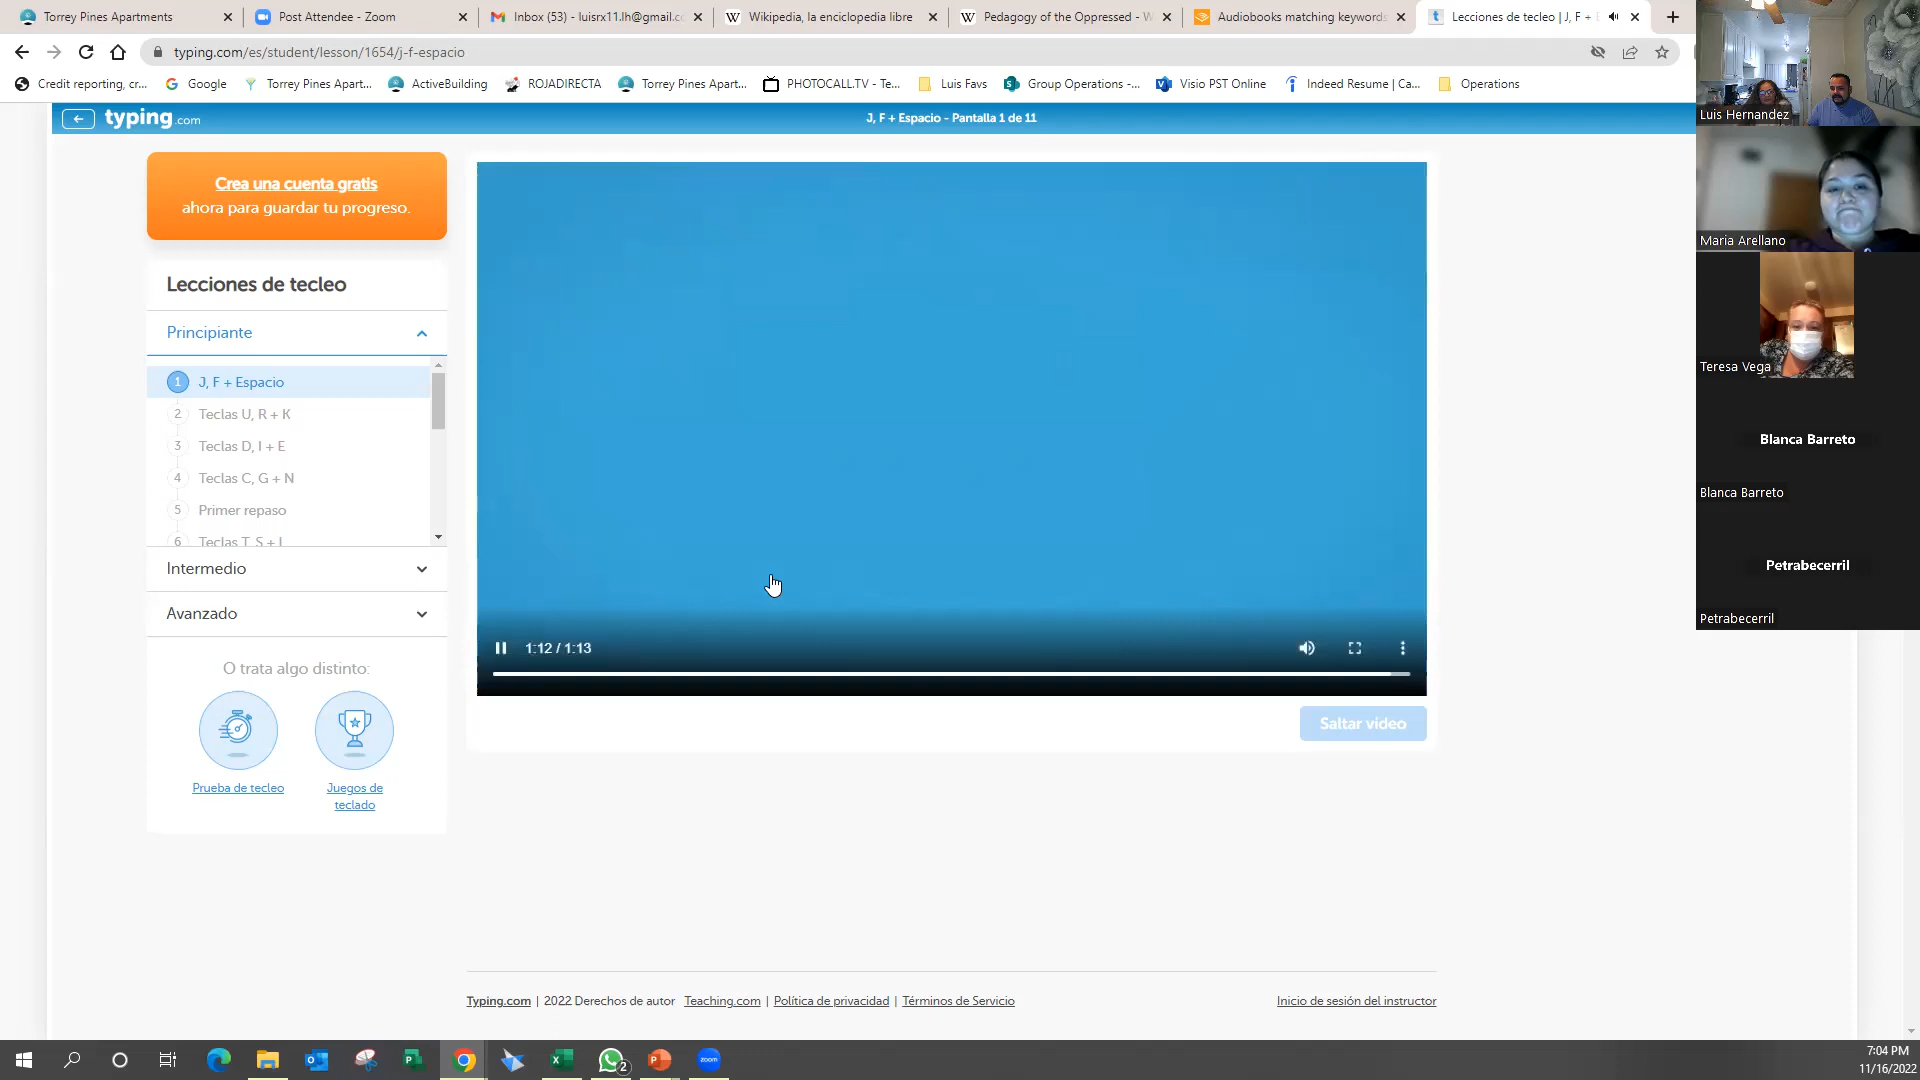 Torrey Pines Apartments
Post Attendee - Zoom
Inbox (53) - luisrx11.lh@gmail.c
Wikipedia, la enciclopedia libre
Pedagogy of the Oppressed - W
Audiobooks matching keywords
Lecciones de tecleo | J, F +
typing.com/es/student/lesson/1654/j-f-espacio
Credit reporting, cr...
Google
Torrey Pines Apart...
ActiveBuilding
ROJADIRECTA
Torrey Pines Apart...
PHOTOCALL.TV - Te...
Luis Favs
Group Operations -...
Visio PST Online
Indeed Resume | Ca...
Operations
typing.com
J, F + Espacio - Pantalla 1 de 11
Crea una cuenta gratis
ahora para guardar tu progreso.
Lecciones de tecleo
Principiante
1 J, F + Espacio
2 Teclas U, R + K
3 Teclas D, I + E
4 Teclas C, G + N
5 Primer repaso
6 Teclas T, S + L
Intermedio
Avanzado
O trata algo distinto:
Prueba de tecleo
Juegos de
teclado
1:12 / 1:13
Saltar video
Typing.com | 2022 Derechos de autor Teaching.com | Política de privacidad | Términos de Servicio
Inicio de sesión del instructor
Luis Hernandez
Maria Arellano
Teresa Vega
Blanca Barreto
Blanca Barreto
Petrabecerril
Petrabecerril
zoom
2
7:04 PM
11/16/2022